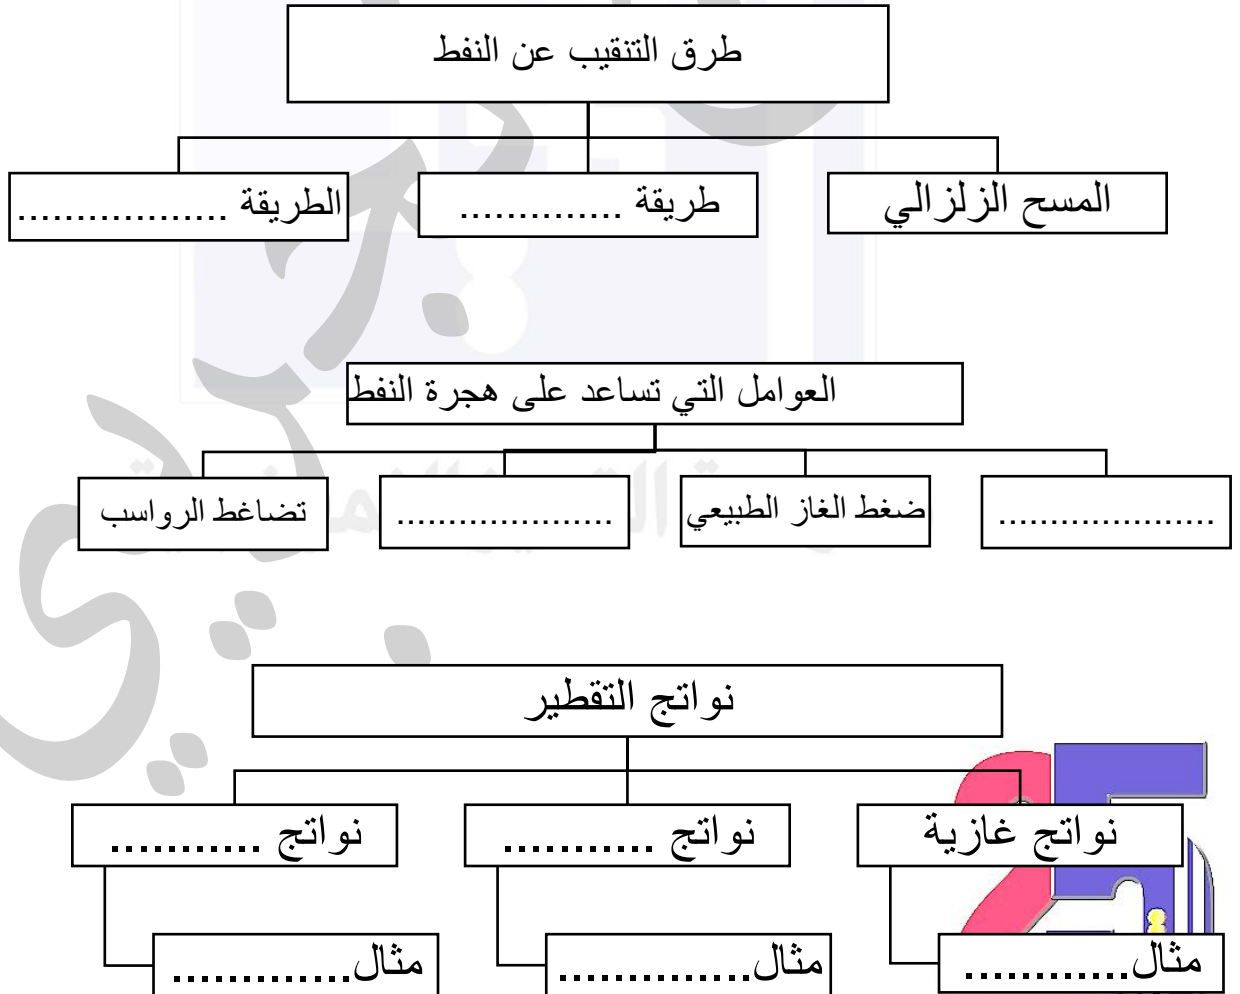 طرق التنقيب عن النفط
المسح الزلزالي
طريقة ..............
الطريقة ..................
العوامل التي تساعد على هجرة النفط
.....................
ضغط الغاز الطبيعي
.....................
تضاغط الرواسب
نواتج التقطير
نواتج غازية
نواتج ...........
نواتج ...........
مثال............
مثال..............
مثال.............